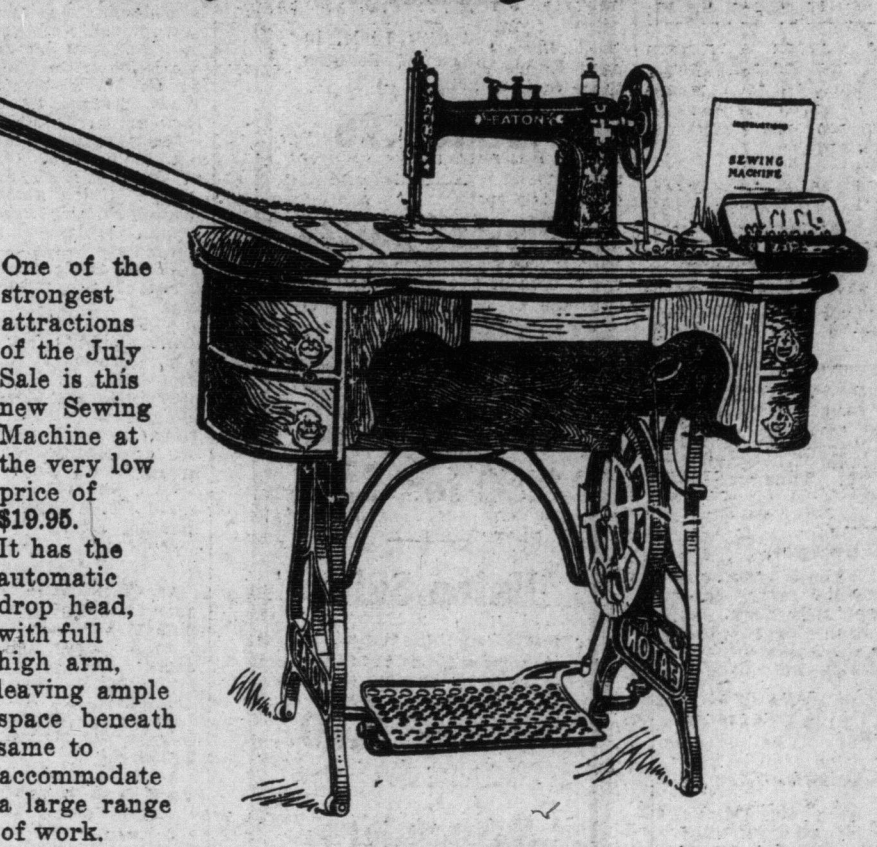 EATON
INSTRUCTIONS
SEWING
MACHINE
One of the
strongest
attractions
of the July
Sale is this
new Sewing
Machine at
the very low
price of
$19.95.
It has the
automatic
drop head,
with full
high arm,
leaving ample
space beneath
same to
accommodate
a large range
of work.
EATON